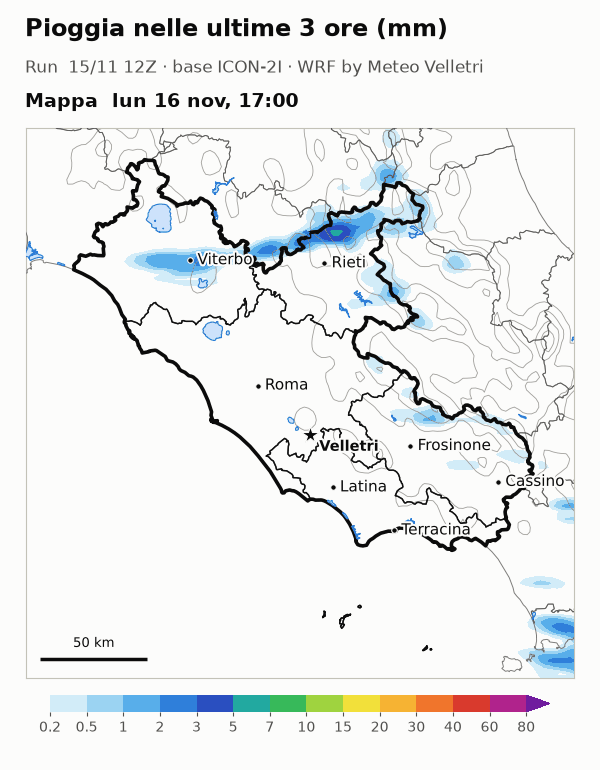 Pioggia nelle ultime 3 ore (mm)
Run  15/11 12Z · base ICON-2I · WRF by Meteo Velletri
Mappa  lun 16 nov, 17:00
Viterbo
Rieti
Roma
Velletri
Frosinone
Cassino
Latina
Terracina
50 km
0.2 0.5 1 2 3 5 7 10 15 20 30 40 60 80